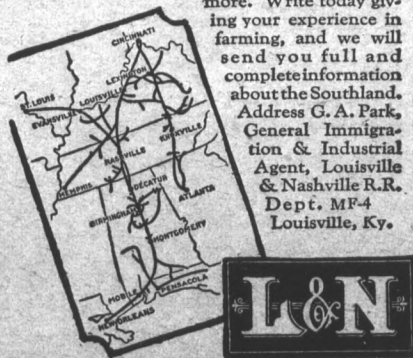 more. Write today giv-
ing your experience in
farming, and we will
send you full and
complete information
about the Southland.
Address G. A. Park,
General Immigra-
tion & Industrial
Agent, Louisville
& Nashville R.R.
Dept. MF-4
Louisville, Ky.
CINCINNATI
LEXINGTON
ST. LOUIS
LOUISVILLE
EVANSVILLE
KNOXVILLE
NASHVILLE
MEMPHIS
DECATUR
ATLANTA
BIRMINGHAM
MONTGOMERY
MOBILE
PENSACOLA
NEW ORLEANS
L&N